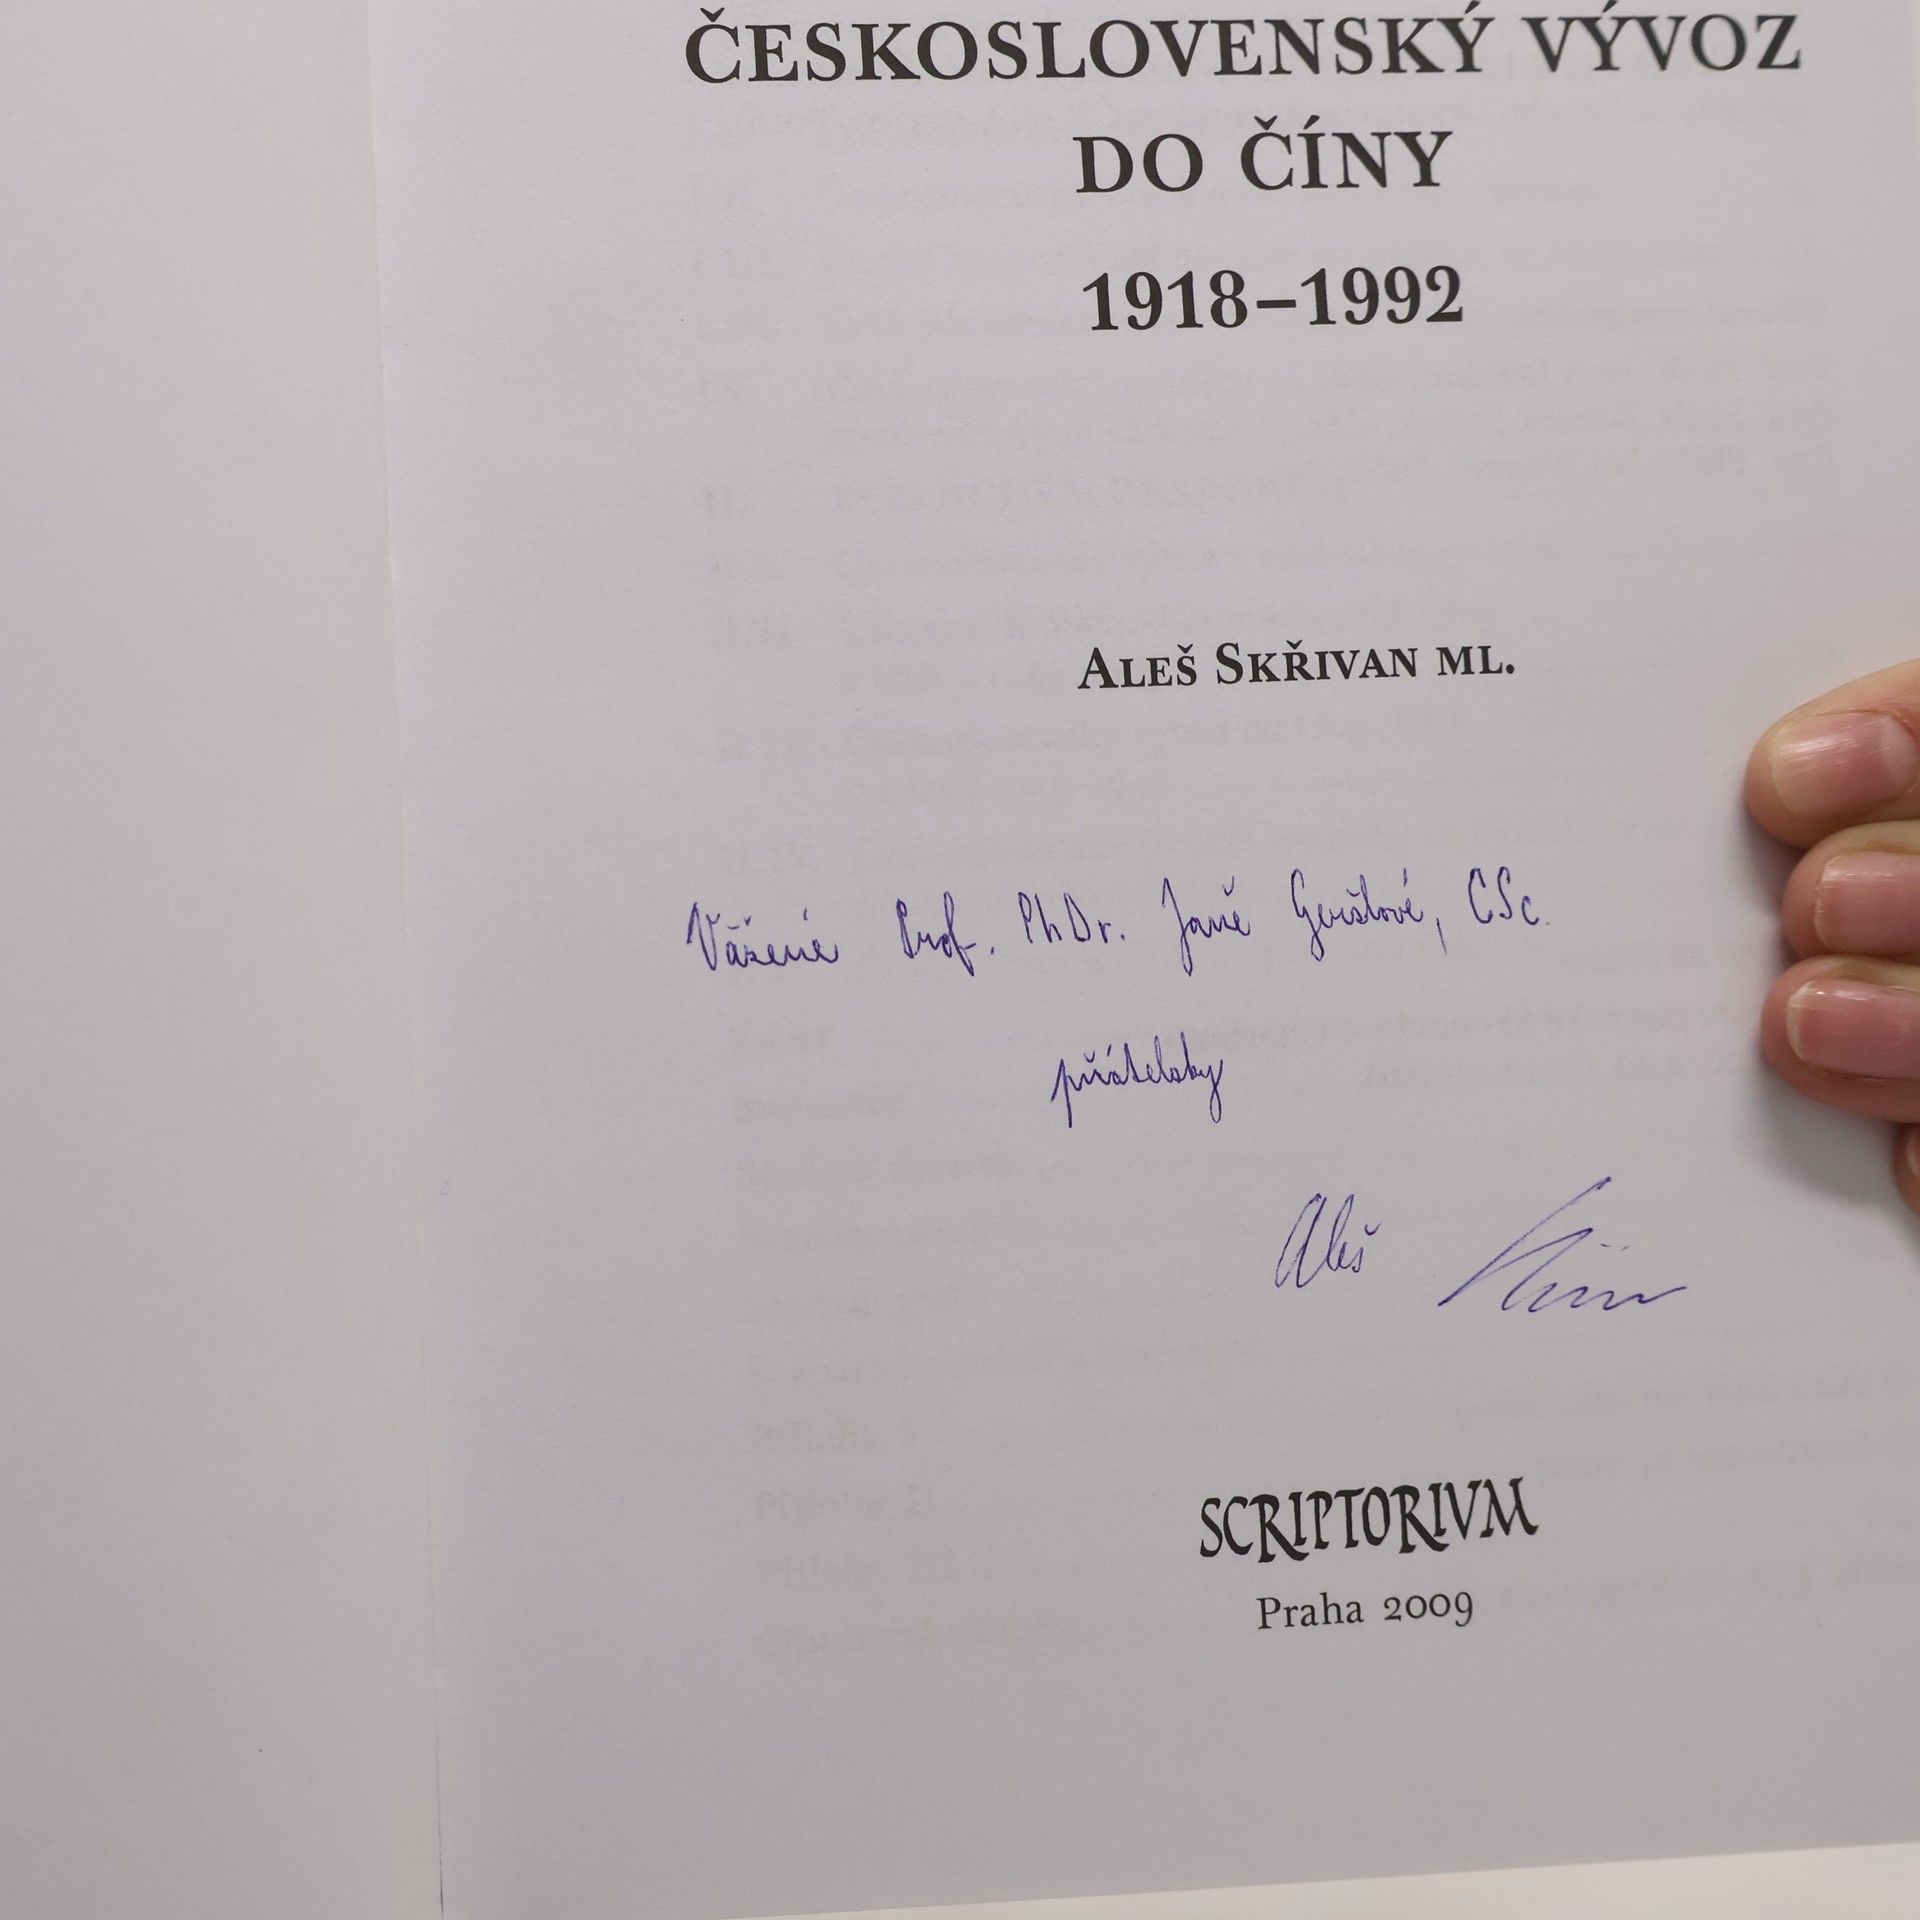 ČESKOSLOVENSKÝ VÝVOZ
DO ČÍNY
1918–1992
ALEŠ SKŘIVAN ML.
Vážené Prof. PhDr. Janě Geršlové, CSc.
přátelsky
Aleš Skřivan
SCRIPTORIVM
Praha 2009